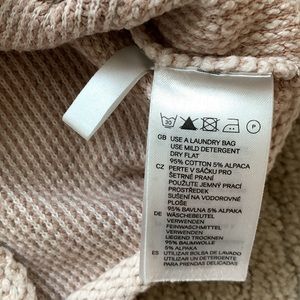 30
P
GB USE A LAUNDRY BAG
USE MILD DETERGENT
DRY FLAT
95% COTTON 5% ALPACA
CZ PERTE V SÁČKU PRO
ŠETRNÉ PRANÍ
POUŽIJTE JEMNÝ PRACÍ
PROSTŘEDEK
SUŠENÍ NA VODOROVNÉ
PLOŠE
95% BAVLNA 5% ALPAKA
DE WÄSCHEBEUTEL
VERWENDEN
FEINWASCHMITTEL
VERWENDEN
LIEGEND TROCKNEN
95% BAUMWOLLE
5% ALPAKA
ES UTILIZAR BOLSA DE LAVADO
UTILIZAR UN DETERGENTE
PARA PRENDAS DELICADAS